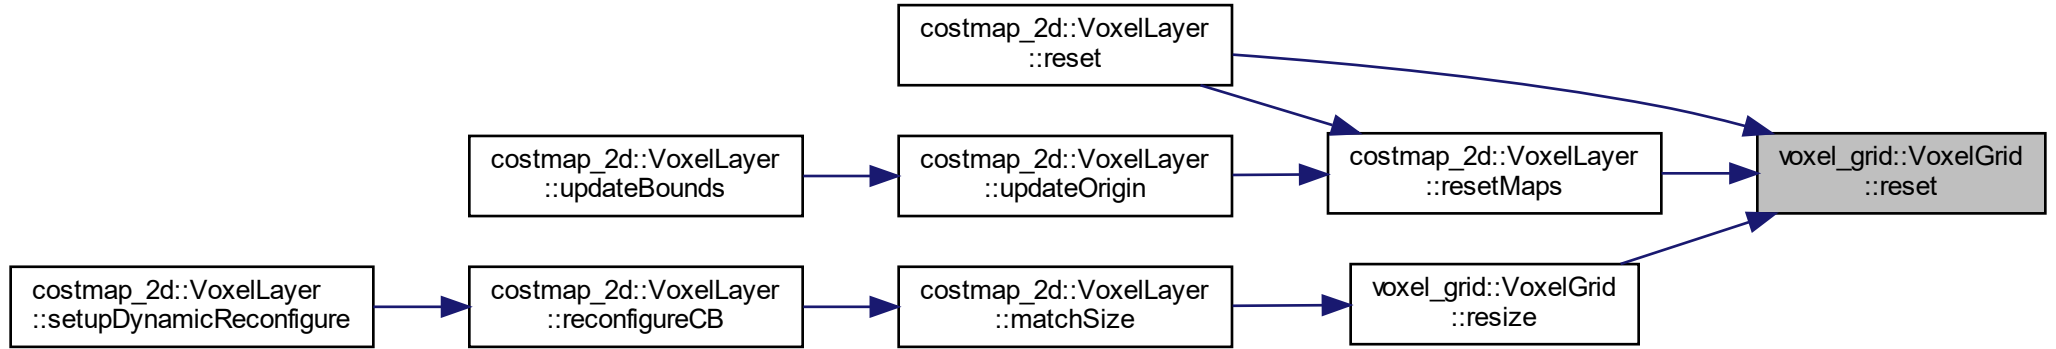 costmap_2d::VoxelLayer
::reset
costmap_2d::VoxelLayer
::updateBounds
costmap_2d::VoxelLayer
::updateOrigin
costmap_2d::VoxelLayer
::resetMaps
voxel_grid::VoxelGrid
::reset
costmap_2d::VoxelLayer
::setupDynamicReconfigure
costmap_2d::VoxelLayer
::reconfigureCB
costmap_2d::VoxelLayer
::matchSize
voxel_grid::VoxelGrid
::resize